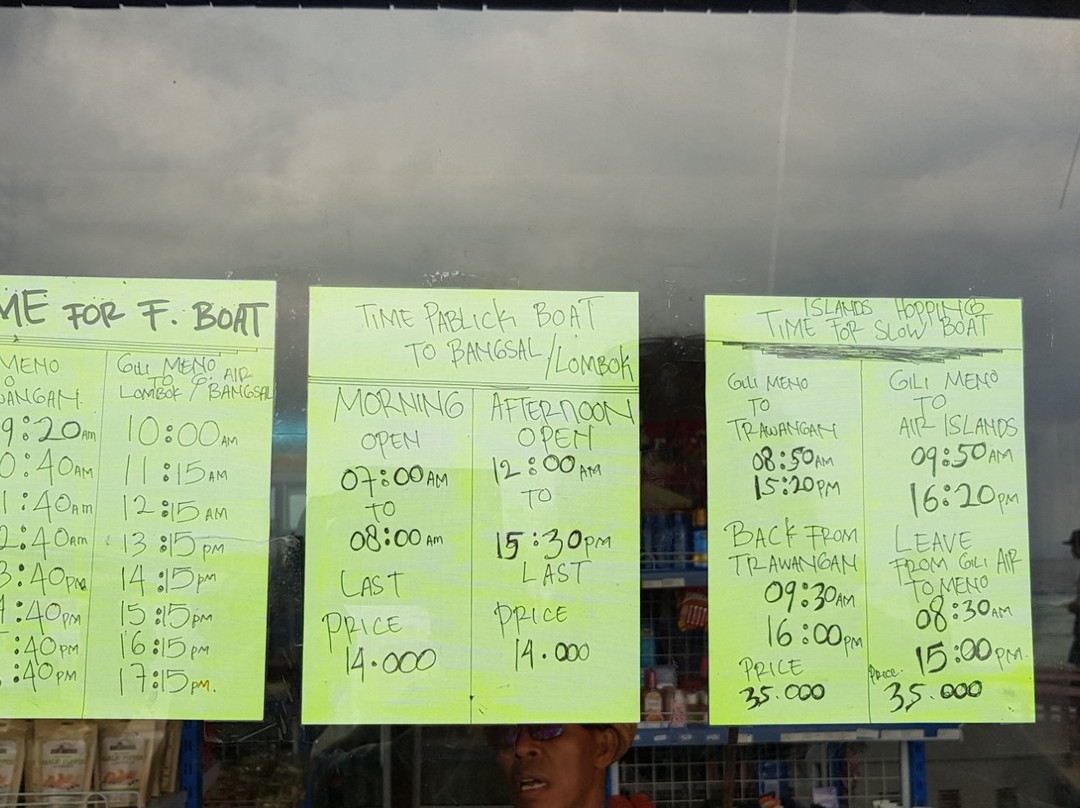 ME FOR F. BOAT
MENO
O
WANGAN.
9:20am
0:40AM
1:40am
2:40am
3:40pm
:40pm
:40pm
:40pm
GiLi MENO
TO AIR
LOMBOK / BANGSAL
10:00AM
11:15AM
12:15AM
13:15pm
14:15pm
15:15pm
16:15pm
17:15pm.
TiME PABLICK BOAT
TO BANGSAL/LOMBOK
MORNING
OPEN
07:00AM
TO
08:00am
LAST
PRiCE
14.000
AFTERNOON
OPEN
12:00AM
TO
15:30pm
LAST
PRiCE
14.000
ISLANDS HOPPiNG
TiME FOR SLOW BOAT
GiLi MENO
TO
TRAWANGAN
08:50AM
15:20pm
BACK FROM
TRAWANGAN
09:30AM
16:00pm
PRiCE
35.000
GiLi MENO
TO
AiR ISLANDS
09:50AM
16:20pm
LEAVE
FROM GiLi AiR
TO MENO
08:30AM
15:00pm.
Price.
35.000